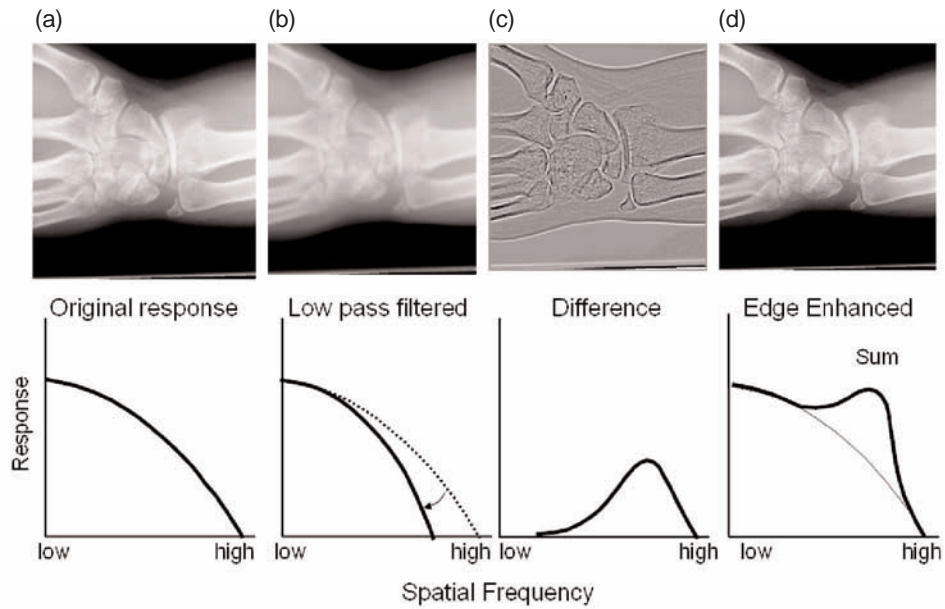 (a) (b) (c) (d)
Original response Low pass filtered Difference Edge Enhanced
Sum
Response
low high low high low high low high
Spatial Frequency